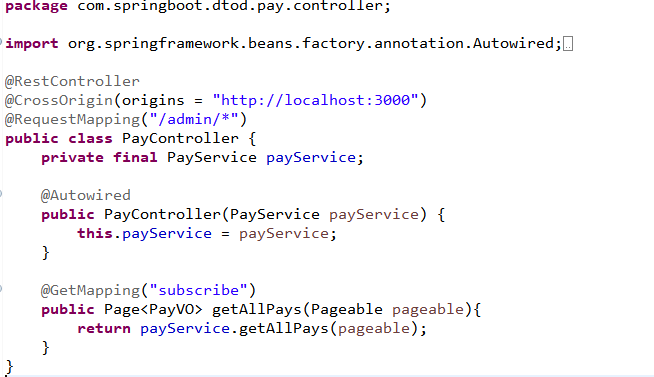 package com.springboot.dtod.pay.controller;
import org.springframework.beans.factory.annotation.Autowired;
@RestController
@CrossOrigin(origins = "http://localhost:3000")
@RequestMapping("/admin/*")
public class PayController {
    private final PayService payService;
    @Autowired
    public PayController(PayService payService) {
        this.payService = payService;
    }
    @GetMapping("subscribe")
    public Page<PayVO> getAllPays(Pageable pageable){
        return payService.getAllPays(pageable);
    }
}